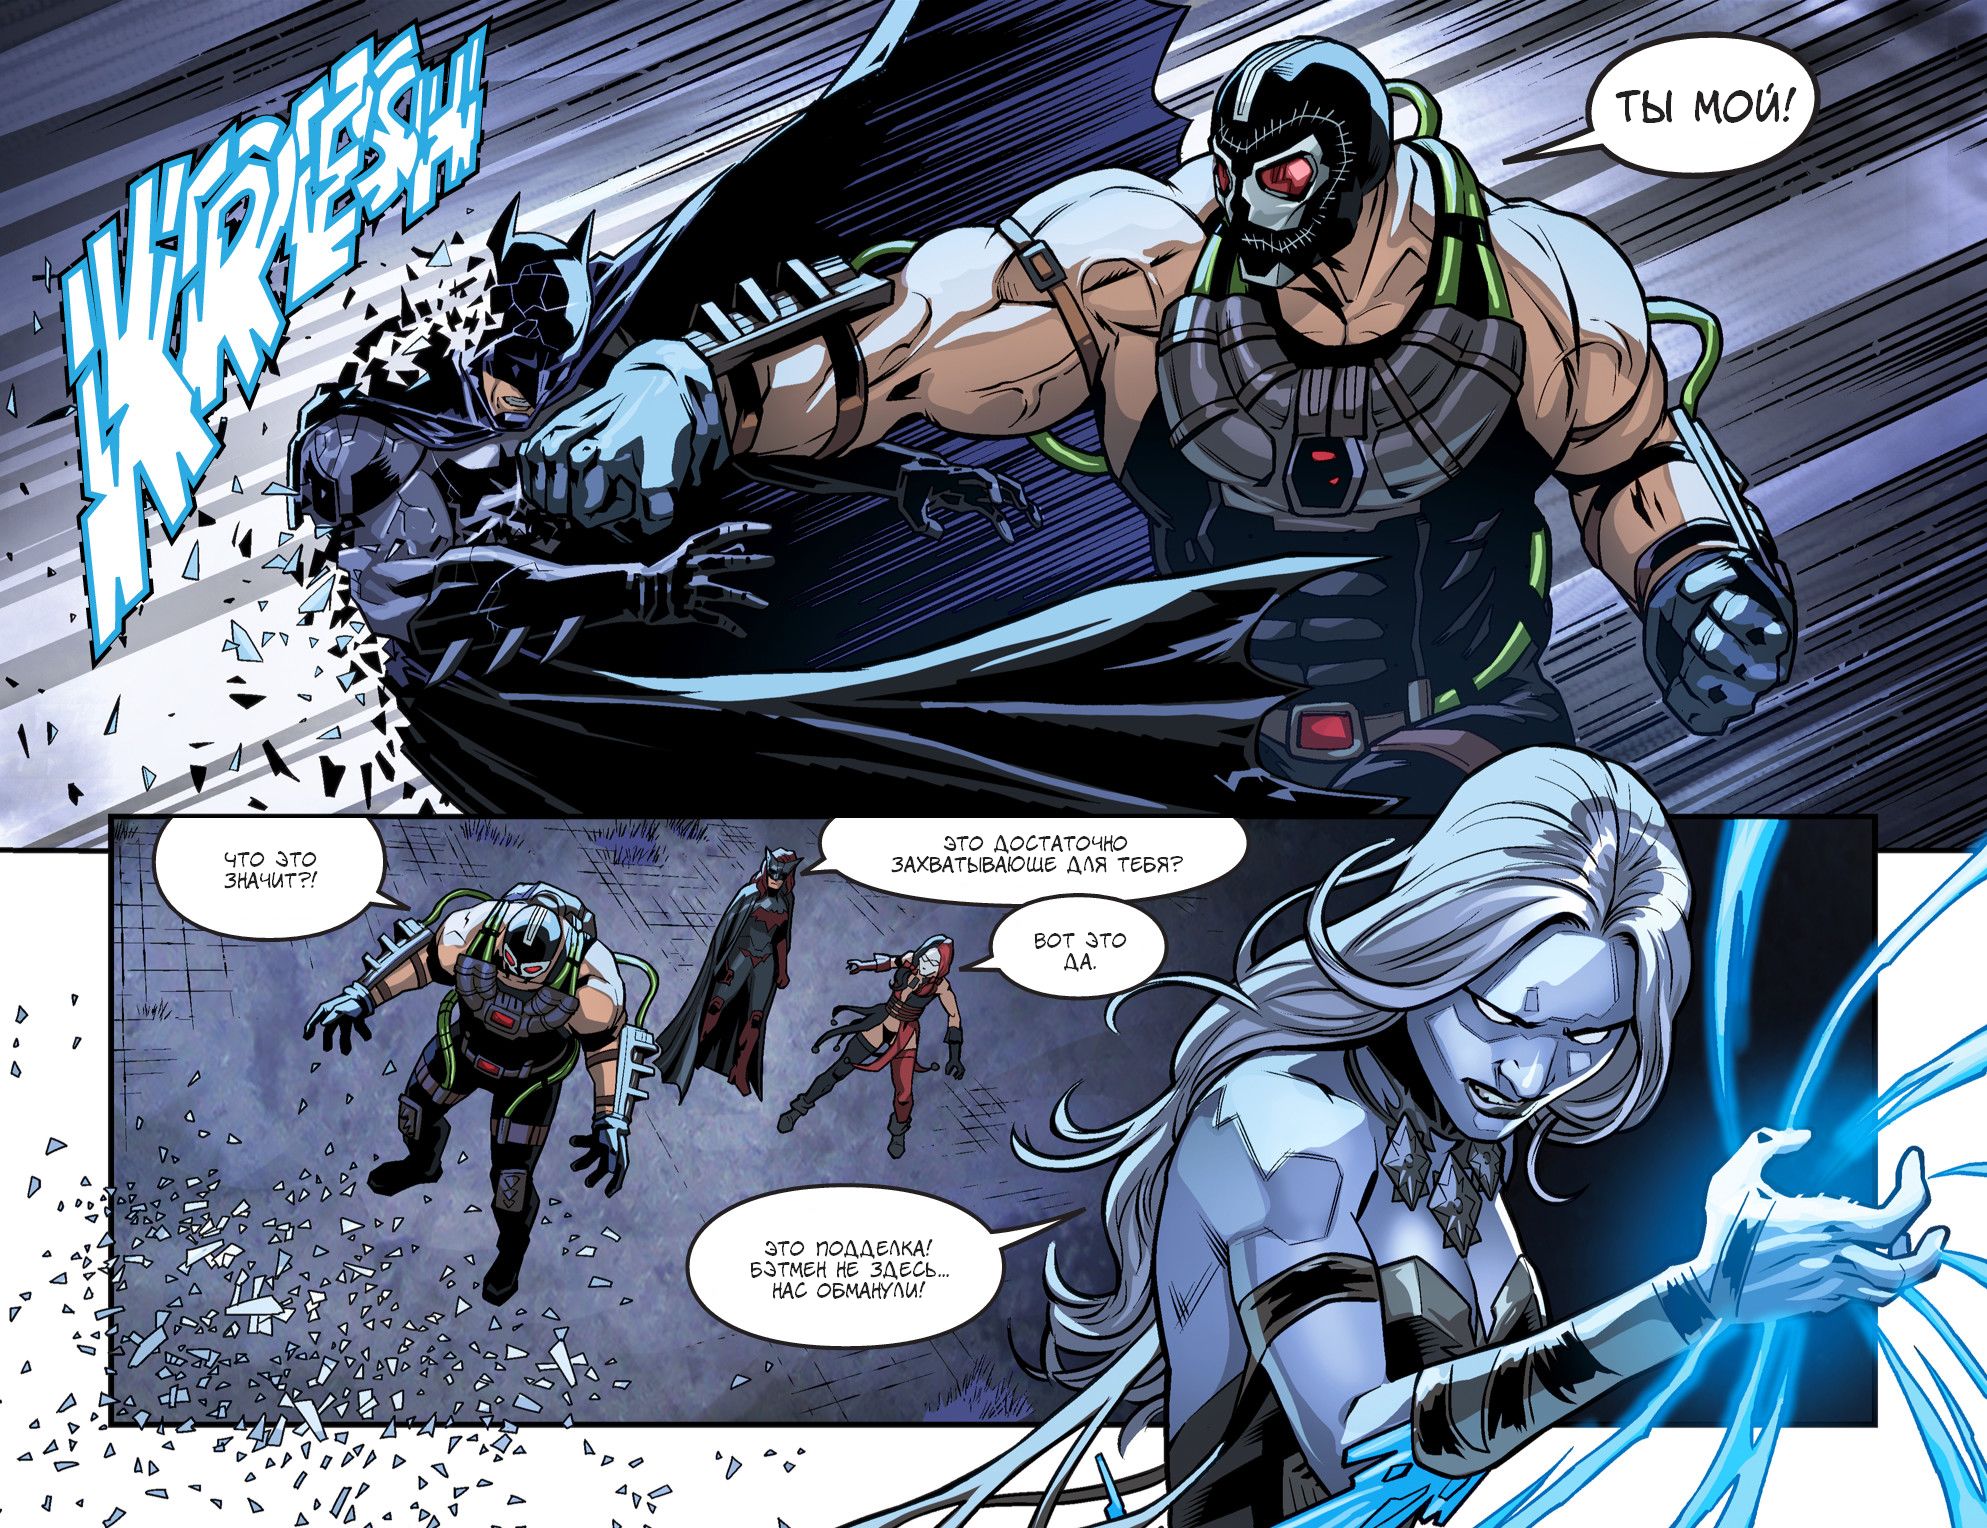 KRESH
ТЫ МОЙ!
ЧТО ЭТО
ЗНАЧИТ?!
ЭТО ДОСТАТОЧНО
ЗАХВАТЫВАЮЩЕ ДЛЯ ТЕБЯ?
ВОТ ЭТО
ДА.
ЭТО ПОДДЕЛКА!
БЭТМЕН НЕ ЗДЕСЬ...
НАС ОБМАНУЛИ!